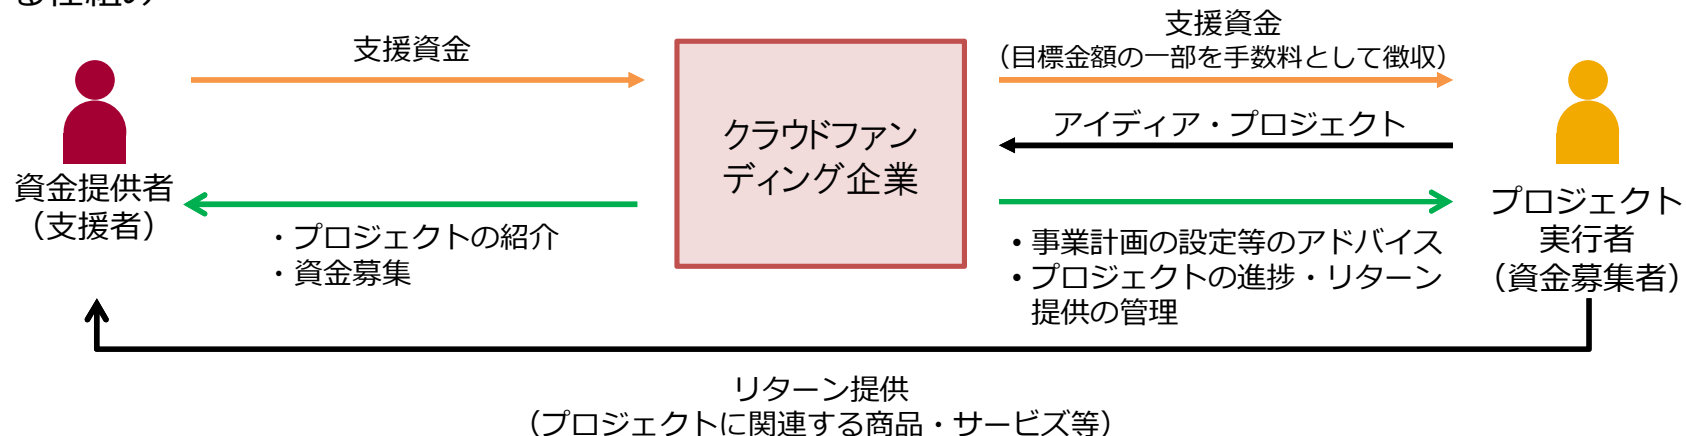 る仕組み
支援資金
支援資金
（目標金額の一部を手数料として徴収）
クラウドファン
ディング企業
アイディア・プロジェクト
資金提供者
（支援者）
・プロジェクトの紹介
・資金募集
・事業計画の設定等のアドバイス
・プロジェクトの進捗・リターン
提供の管理
プロジェクト
実行者
（資金募集者）
リターン提供
（プロジェクトに関連する商品・サービズ等）